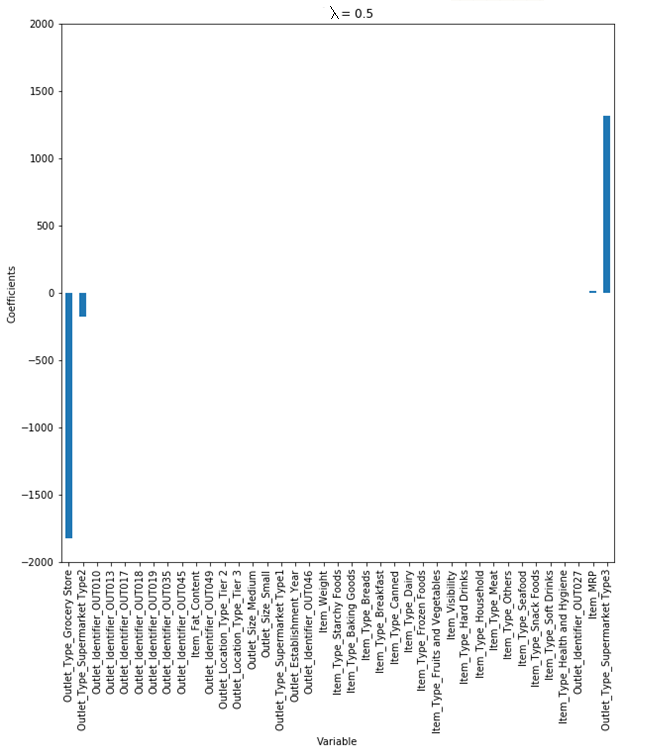 λ = 0.5
2000
1500
1000
500
0
−500
−1000
−1500
−2000
Coefficients
Outlet_Type_Grocery Store
Outlet_Type_Supermarket Type2
Outlet_Identifier_OUT010
Outlet_Identifier_OUT013
Outlet_Identifier_OUT017
Outlet_Identifier_OUT018
Outlet_Identifier_OUT019
Outlet_Identifier_OUT035
Outlet_Identifier_OUT045
Item_Fat_Content
Outlet_Identifier_OUT049
Outlet_Location_Type_Tier 2
Outlet_Location_Type_Tier 3
Outlet_Size_Medium
Outlet_Size_Small
Outlet_Type_Supermarket Type1
Outlet_Establishment_Year
Outlet_Identifier_OUT046
Item_Weight
Item_Type_Starchy Foods
Item_Type_Baking Goods
Item_Type_Breads
Item_Type_Breakfast
Item_Type_Canned
Item_Type_Dairy
Item_Type_Frozen Foods
Item_Type_Fruits and Vegetables
Item_Visibility
Item_Type_Hard Drinks
Item_Type_Household
Item_Type_Meat
Item_Type_Others
Item_Type_Seafood
Item_Type_Snack Foods
Item_Type_Soft Drinks
Item_Type_Health and Hygiene
Outlet_Identifier_OUT027
Item_MRP
Outlet_Type_Supermarket Type3
Variable